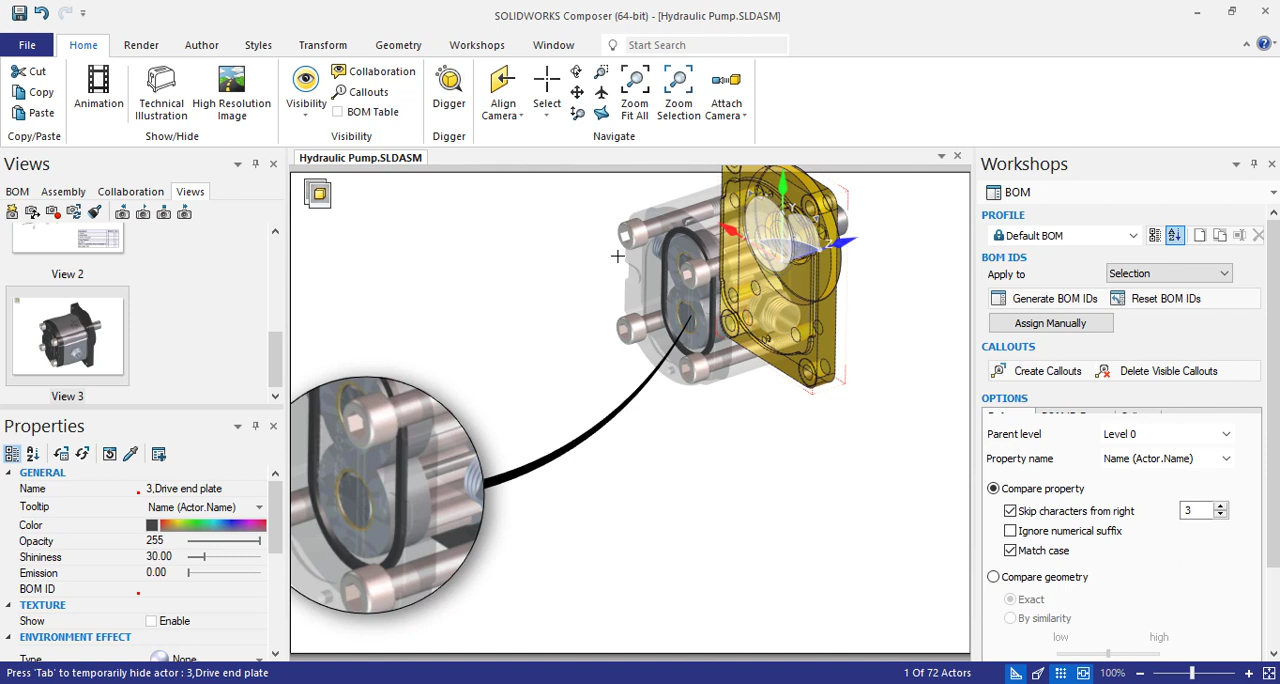 SOLIDWORKS Composer (64-bit) - [Hydraulic Pump.SLDASM]
File Home Render Author Styles Transform Geometry Workshops Window Start Search
Cut
Copy
Paste
Copy/Paste
Animation
Technical Illustration
High Resolution Image
Show/Hide
Visibility
Collaboration
Callouts
BOM Table
Visibility
Digger
Digger
Align Camera
Select
Zoom Fit All
Zoom Selection
Attach Camera
Navigate
Views
BOM Assembly Collaboration Views
View 2
View 3
Properties
GENERAL
Name 3,Drive end plate
Tooltip Name (Actor.Name)
Color
Opacity 255
Shininess 30.00
Emission 0.00
BOM ID
TEXTURE
Show Enable
ENVIRONMENT EFFECT
Type None
Hydraulic Pump.SLDASM
Workshops
BOM
PROFILE
Default BOM
BOM IDS
Apply to Selection
Generate BOM IDs Reset BOM IDs
Assign Manually
CALLOUTS
Create Callouts Delete Visible Callouts
OPTIONS
Parent level Level 0
Property name Name (Actor.Name)
Compare property
Skip characters from right 3
Ignore numerical suffix
Match case
Compare geometry
Exact
By similarity
low high
Press 'Tab' to temporarily hide actor : 3,Drive end plate 1 Of 72 Actors 100%